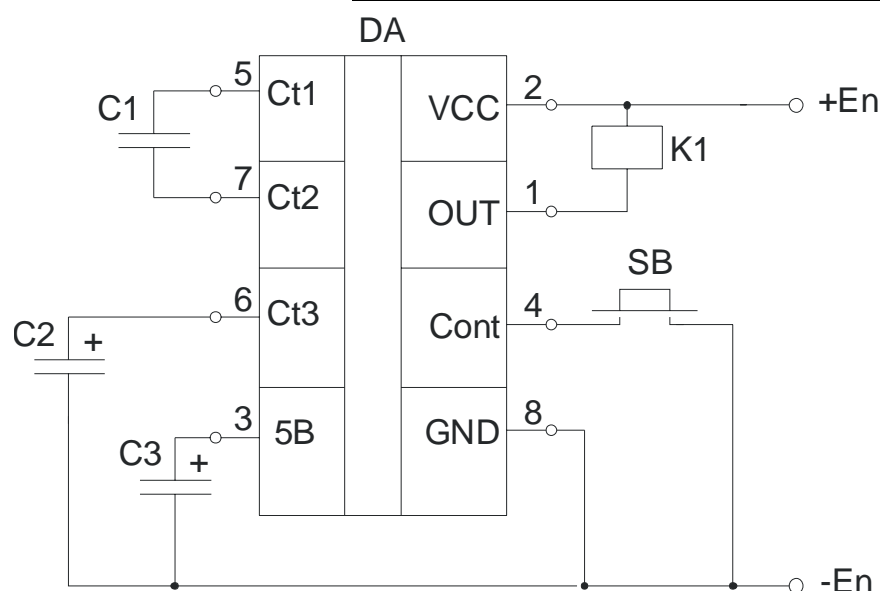 DA
5
Ct1
C1
7
Ct2
6
Ct3
C2
+
3
5B
C3
+
VCC
2
+En
K1
OUT
1
SB
Cont
4
GND
8
-En